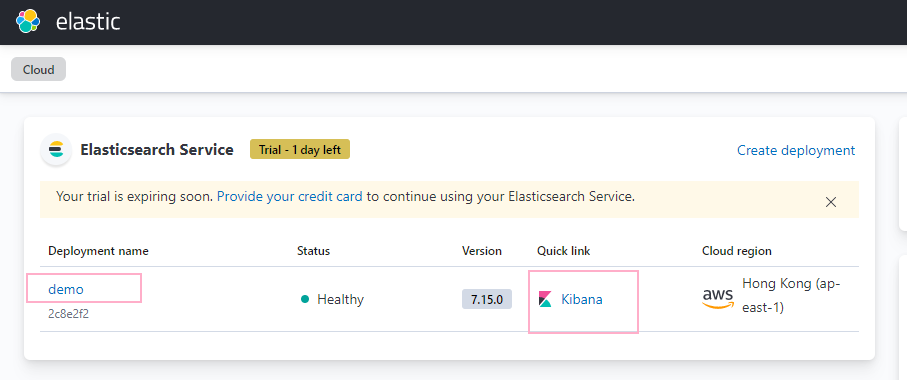 elastic
Cloud
Elasticsearch Service Trial - 1 day left Create deployment
Your trial is expiring soon. Provide your credit card to continue using your Elasticsearch Service.
Deployment name Status Version Quick link Cloud region
demo
2c8e2f2
Healthy
7.15.0
Kibana
aws
Hong Kong (ap-
east-1)